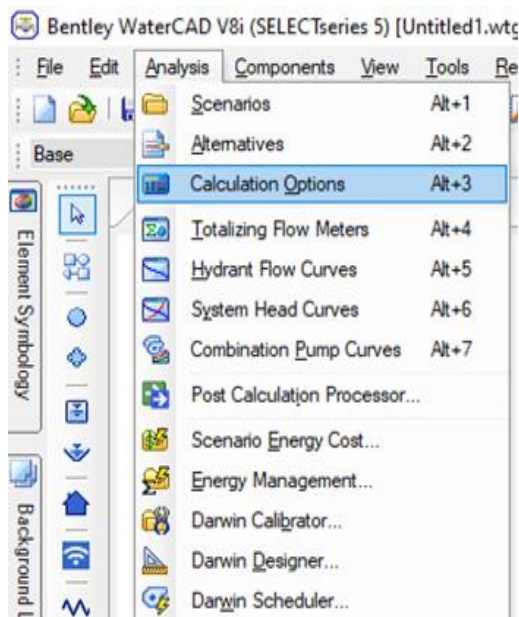 Bentley WaterCAD V8i (SELECTseries 5) [Untitled1.wtg
File Edit Analysis Components View Tools Re
Base
Scenarios Alt+1
Alternatives Alt+2
Calculation Options Alt+3
Totalizing Flow Meters Alt+4
Hydrant Flow Curves Alt+5
System Head Curves Alt+6
Combination Pump Curves Alt+7
Post Calculation Processor...
Scenario Energy Cost...
Energy Management...
Darwin Calibrator...
Darwin Designer...
Darwin Scheduler...
Element Symbology
Background L